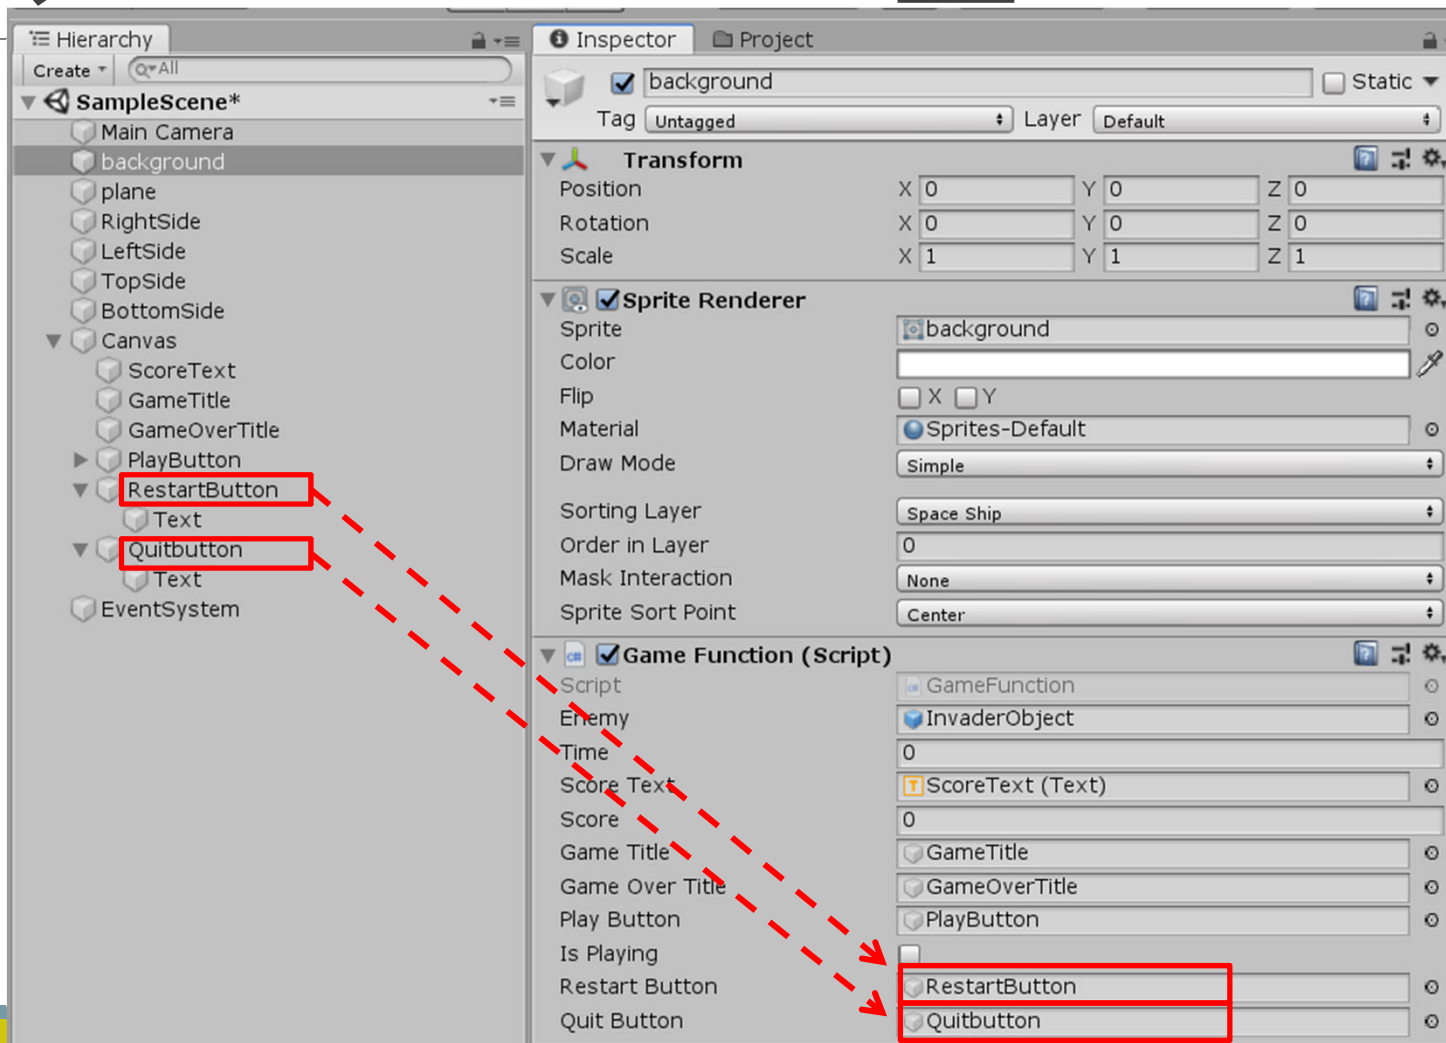 Hierarchy
Create
All
SampleScene*
Main Camera
background
plane
RightSide
LeftSide
TopSide
BottomSide
Canvas
ScoreText
GameTitle
GameOverTitle
PlayButton
RestartButton
Text
Quitbutton
Text
EventSystem
Inspector Project
background Static
Tag Untagged Layer Default
Transform
Position X 0 Y 0 Z 0
Rotation X 0 Y 0 Z 0
Scale X 1 Y 1 Z 1
Sprite Renderer
Sprite background
Color
Flip X Y
Material Sprites-Default
Draw Mode Simple
Sorting Layer Space Ship
Order in Layer 0
Mask Interaction None
Sprite Sort Point Center
Game Function (Script)
Script GameFunction
Enemy InvaderObject
Time 0
Score Text ScoreText (Text)
Score 0
Game Title GameTitle
Game Over Title GameOverTitle
Play Button PlayButton
Is Playing
Restart Button RestartButton
Quit Button Quitbutton